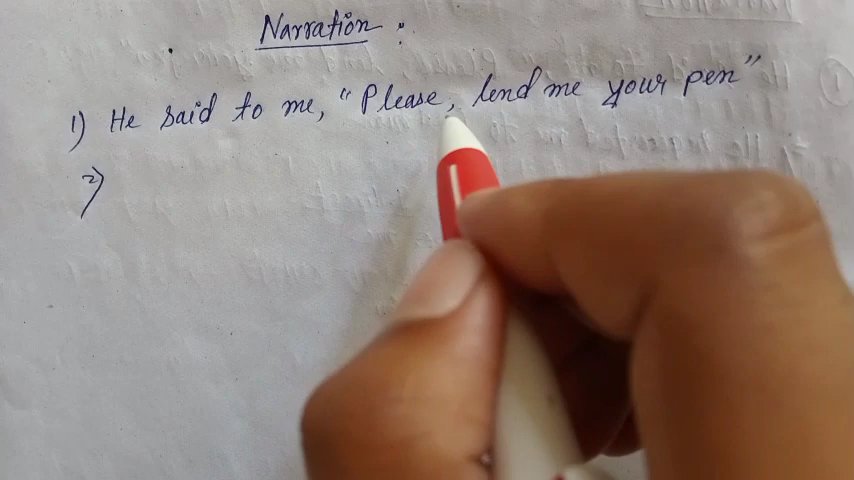 Narration :
1) He said to me, "Please, lend me your pen"
2)